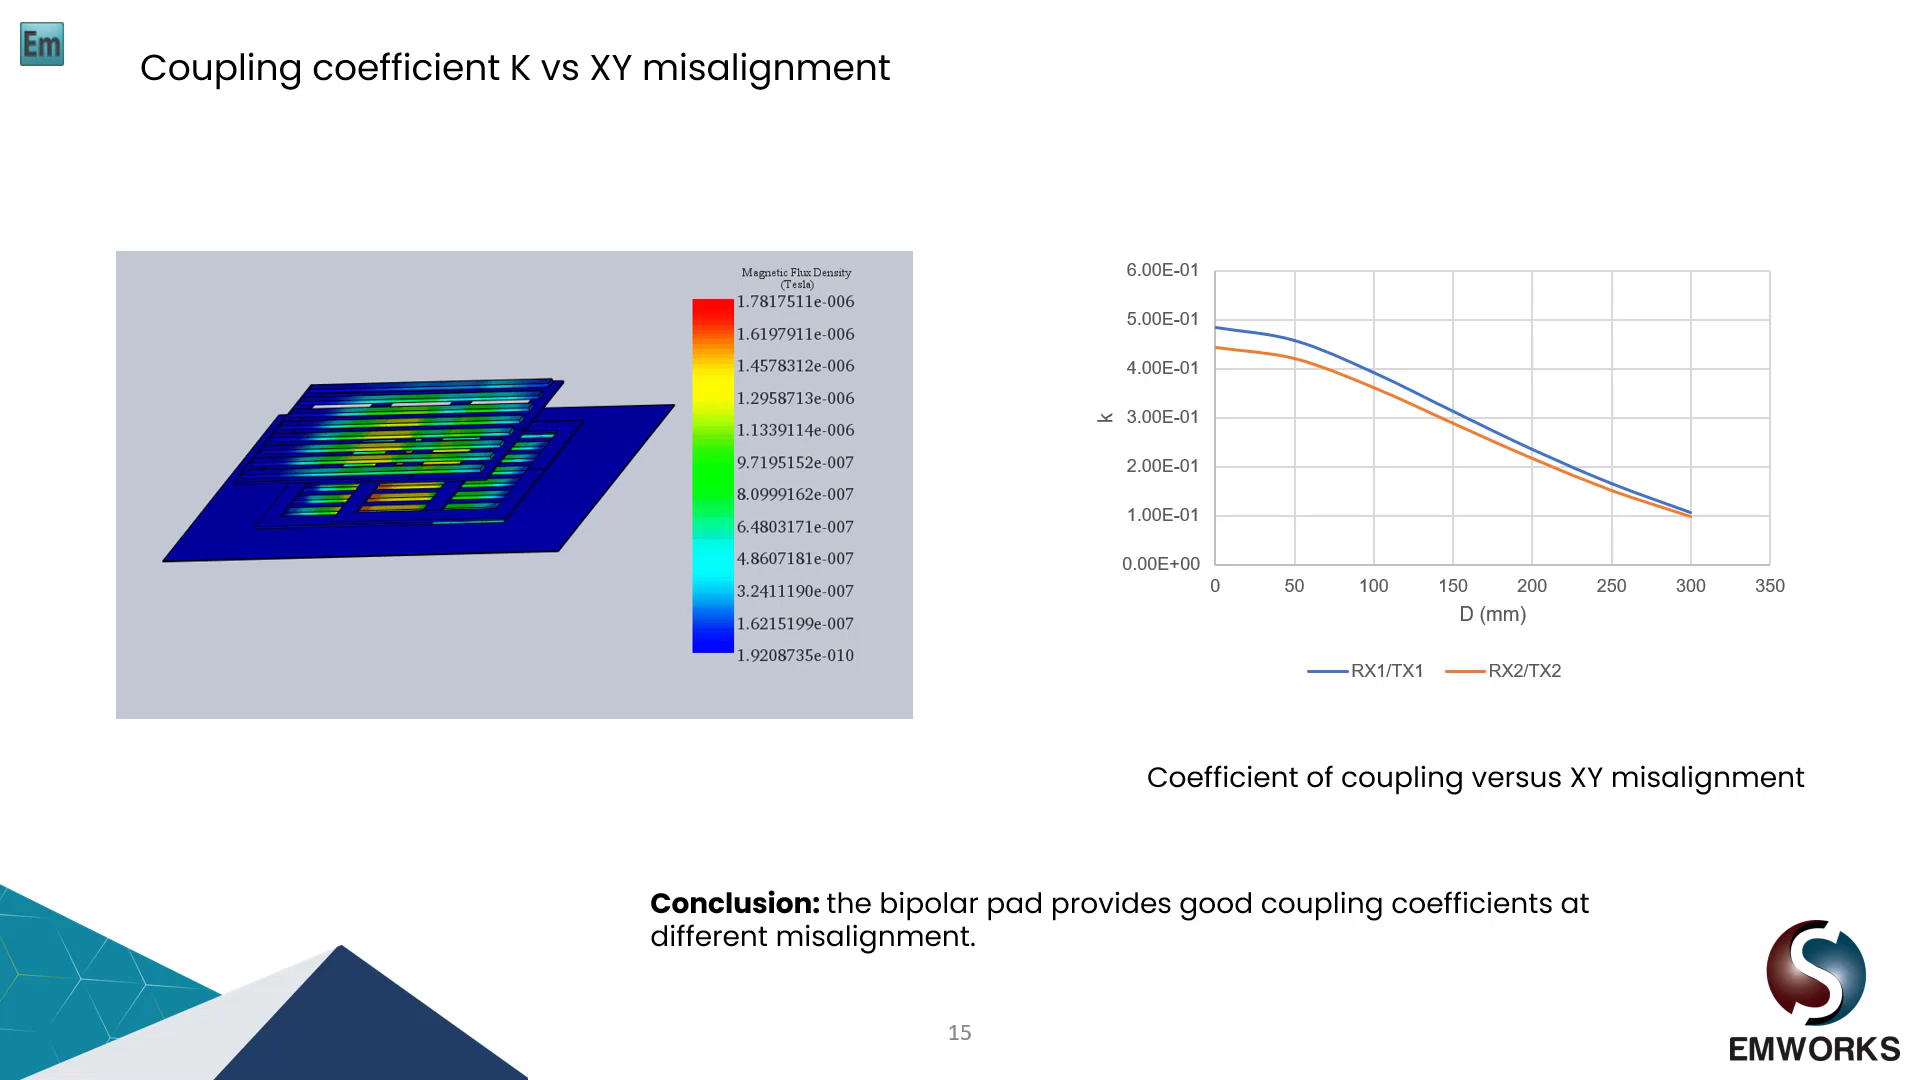 Em
Coupling coefficient K vs XY misalignment
Magnetic Flux Density
(Tesla)
1.7817511e-006
1.6197911e-006
1.4578312e-006
1.2958713e-006
1.1339114e-006
9.7195152e-007
8.0999162e-007
6.4803171e-007
4.8607181e-007
3.2411190e-007
1.6215199e-007
1.9208735e-010
6.00E-01
5.00E-01
4.00E-01
3.00E-01
2.00E-01
1.00E-01
0.00E+00
k
0 50 100 150 200 250 300 350
D (mm)
RX1/TX1 RX2/TX2
Coefficient of coupling versus XY misalignment
Conclusion: the bipolar pad provides good coupling coefficients at
different misalignment.
15
EMWORKS